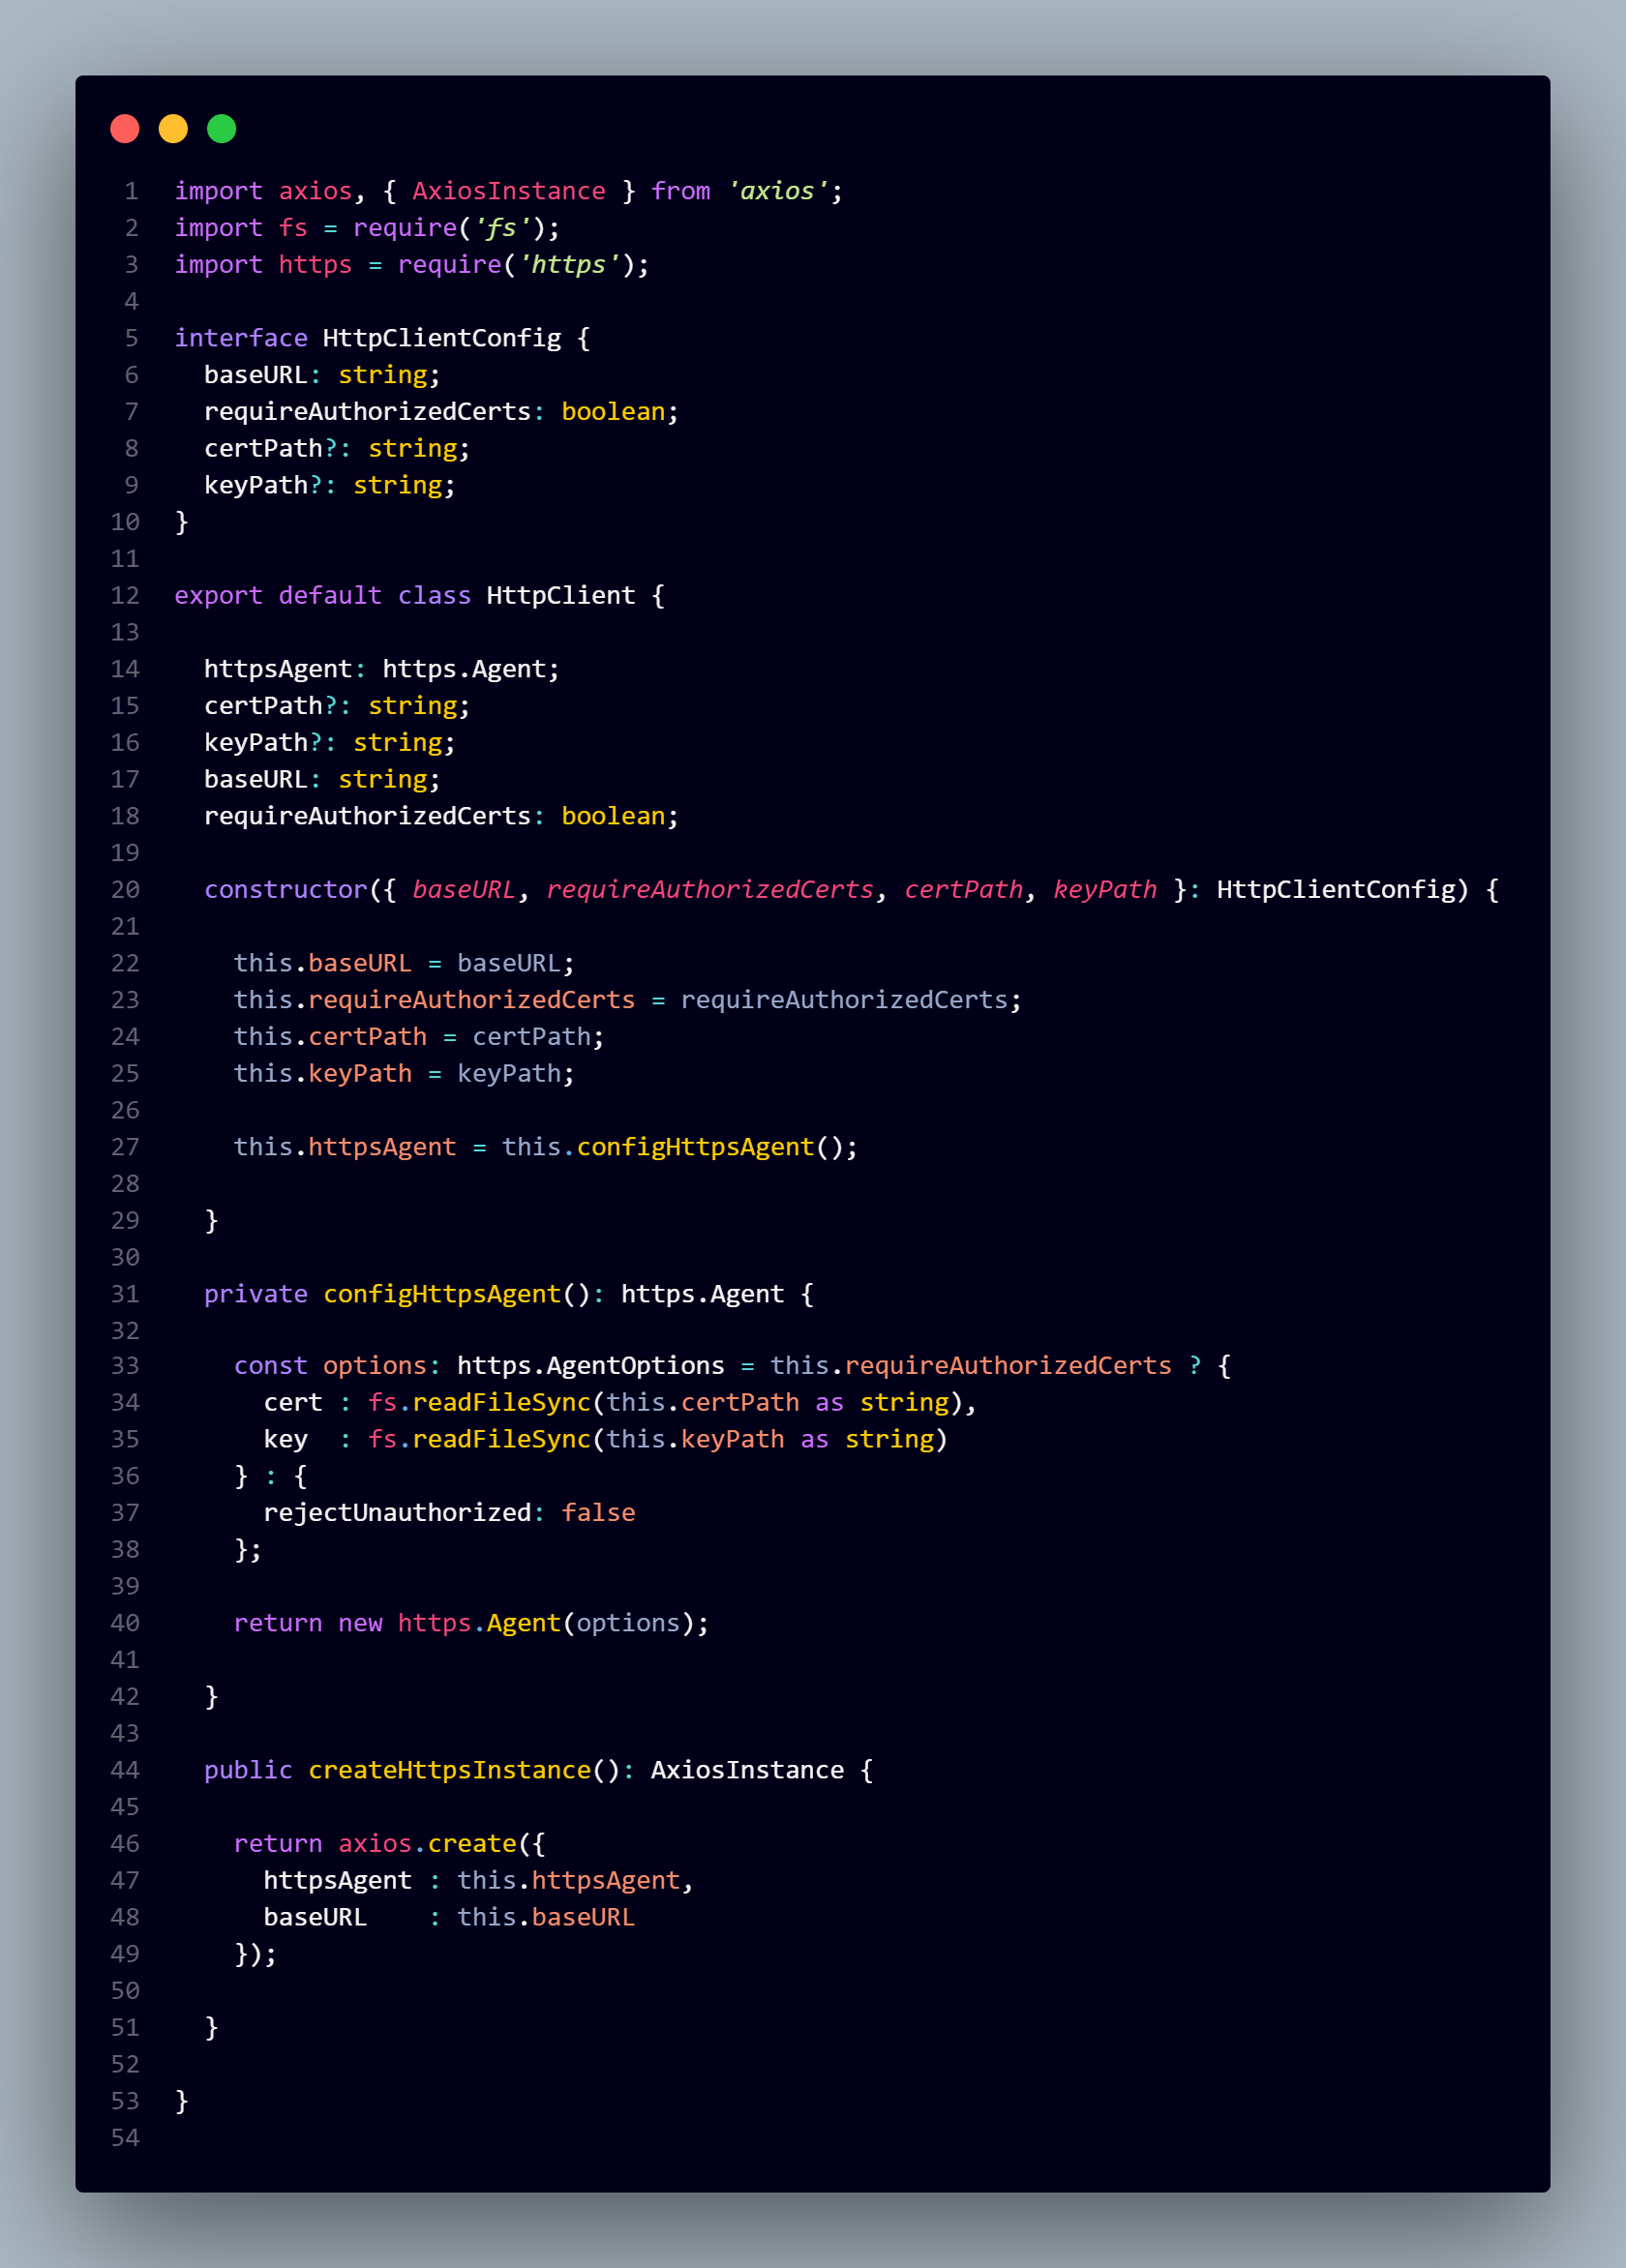 1 import axios, { AxiosInstance } from 'axios';
2 import fs = require('fs');
3 import https = require('https');
4
5 interface HttpClientConfig {
6   baseURL: string;
7   requireAuthorizedCerts: boolean;
8   certPath?: string;
9   keyPath?: string;
10 }
11
12 export default class HttpClient {
13
14   httpsAgent: https.Agent;
15   certPath?: string;
16   keyPath?: string;
17   baseURL: string;
18   requireAuthorizedCerts: boolean;
19
20   constructor({ baseURL, requireAuthorizedCerts, certPath, keyPath }: HttpClientConfig) {
21
22     this.baseURL = baseURL;
23     this.requireAuthorizedCerts = requireAuthorizedCerts;
24     this.certPath = certPath;
25     this.keyPath = keyPath;
26
27     this.httpsAgent = this.configHttpsAgent();
28
29   }
30
31   private configHttpsAgent(): https.Agent {
32
33     const options: https.AgentOptions = this.requireAuthorizedCerts ? {
34       cert : fs.readFileSync(this.certPath as string),
35       key  : fs.readFileSync(this.keyPath as string)
36     } : {
37       rejectUnauthorized: false
38     };
39
40     return new https.Agent(options);
41
42   }
43
44   public createHttpsInstance(): AxiosInstance {
45
46     return axios.create({
47       httpsAgent : this.httpsAgent,
48       baseURL    : this.baseURL
49     });
50
51   }
52
53 }
54